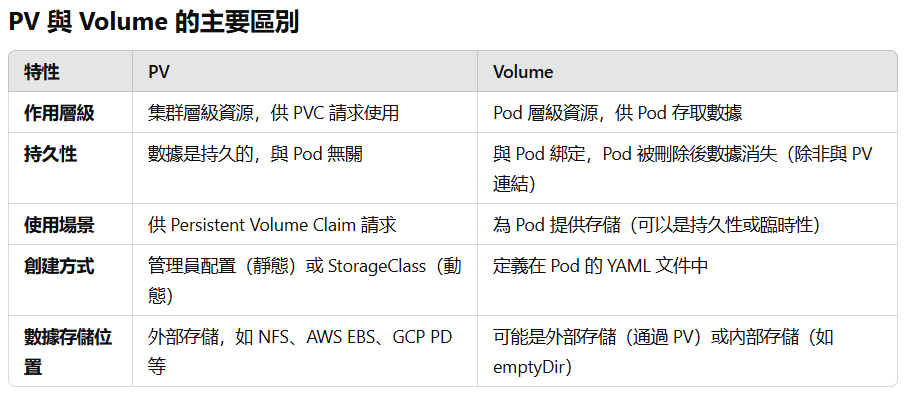 PV 與 Volume 的主要區別
特性 PV Volume
作用層級 集群層級資源，供 PVC 請求使用 Pod 層級資源，供 Pod 存取數據
持久性 數據是持久的，與 Pod 無關 與 Pod 綁定，Pod 被刪除後數據消失（除非與 PV
連結）
使用場景 供 Persistent Volume Claim 請求 為 Pod 提供存儲（可以是持久性或臨時性）
創建方式 管理員配置（靜態）或 StorageClass（動 定義在 Pod 的 YAML 文件中
態）
數據存儲位 外部存儲，如 NFS、AWS EBS、GCP PD 可能是外部存儲（通過 PV）或內部存儲（如
置 等 emptyDir）